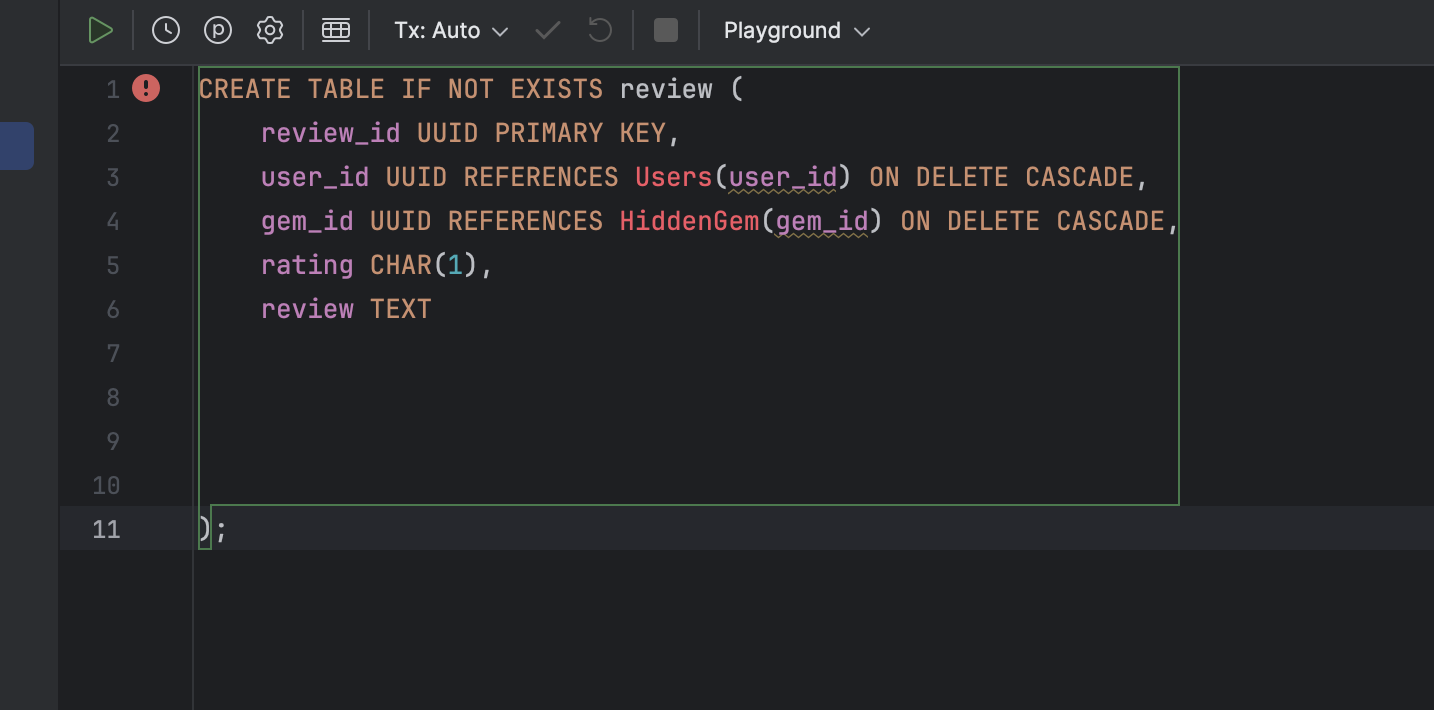 Tx: Auto Playground
1 CREATE TABLE IF NOT EXISTS review (
2     review_id UUID PRIMARY KEY,
3     user_id UUID REFERENCES Users(user_id) ON DELETE CASCADE,
4     gem_id UUID REFERENCES HiddenGem(gem_id) ON DELETE CASCADE,
5     rating CHAR(1),
6     review TEXT
7
8
9
10
11 );